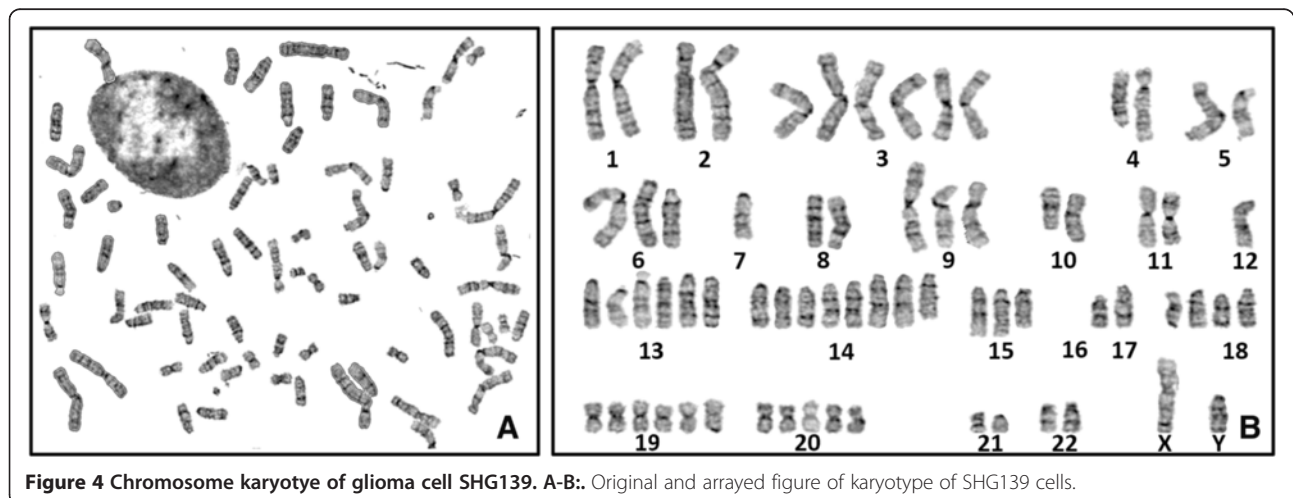 A
1 2 3 4 5
6 7 8 9 10 11 12
13 14 15 16 17 18
19 20 21 22 X Y B
Figure 4 Chromosome karyotye of glioma cell SHG139. A-B:. Original and arrayed figure of karyotype of SHG139 cells.